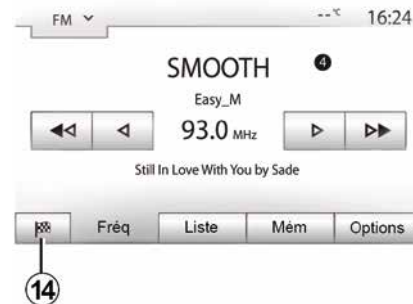 FM
--°C 16:24
SMOOTH 4
Easy_M
93.0 MHz
Still In Love With You by Sade
Fréq Liste Mém Options
14